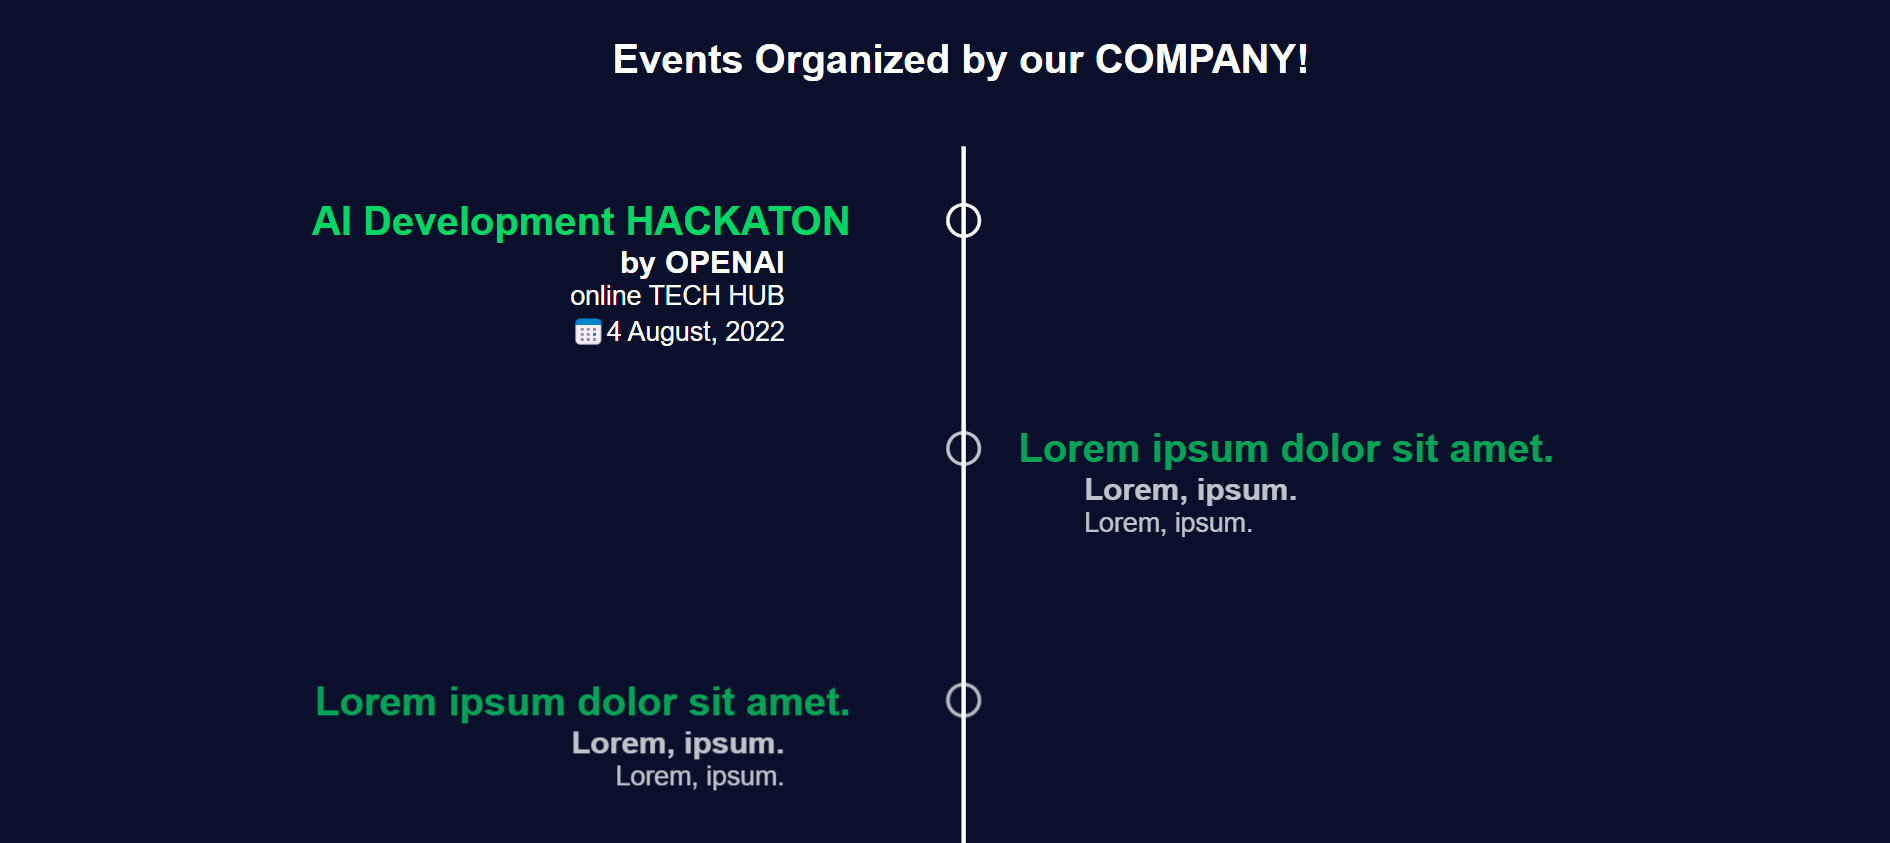 Events Organized by our COMPANY!
AI Development HACKATON
by OPENAI
online TECH HUB
4 August, 2022
Lorem ipsum dolor sit amet.
Lorem, ipsum.
Lorem, ipsum.
Lorem ipsum dolor sit amet.
Lorem, ipsum.
Lorem, ipsum.